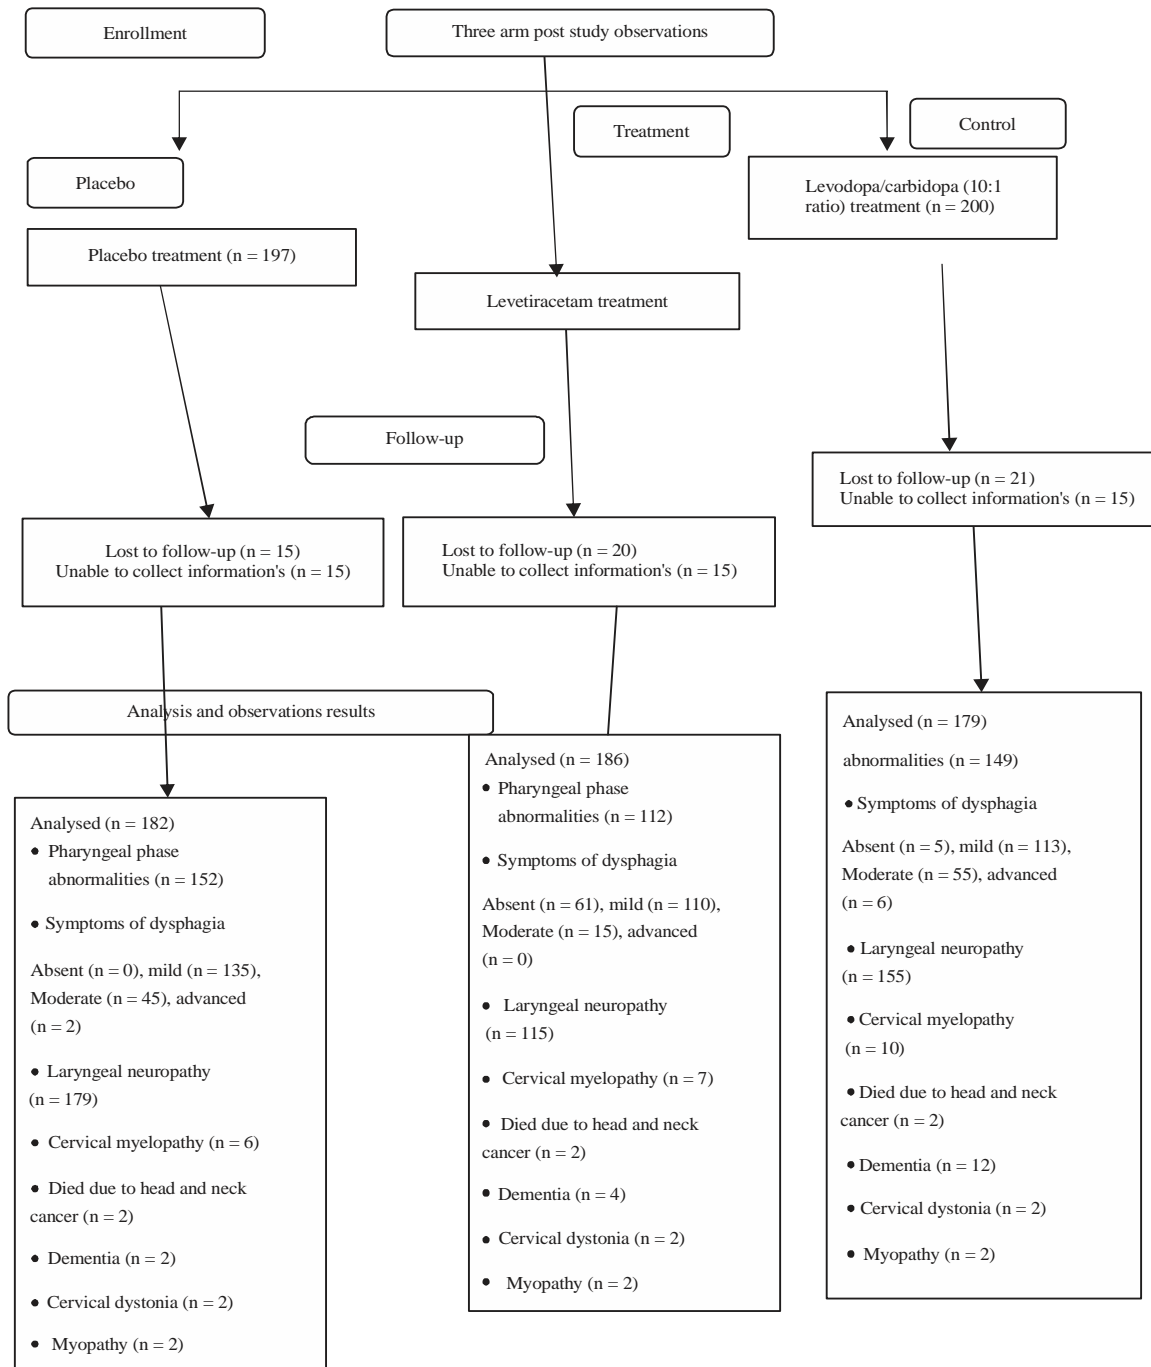 Enrollment
Three arm post study observations
Treatment
Control
Placebo
Levodopa/carbidopa (10:1
ratio) treatment (n = 200)
Placebo treatment (n = 197)
Levetiracetam treatment
Follow-up
Lost to follow-up (n = 21)
Unable to collect information's (n = 15)
Lost to follow-up (n = 15)
Unable to collect information's (n = 15)
Lost to follow-up (n = 20)
Unable to collect information's (n = 15)
Analysis and observations results
Analysed (n = 182)
• Pharyngeal phase
abnormalities (n = 152)
• Symptoms of dysphagia
Absent (n = 0), mild (n = 135),
Moderate (n = 45), advanced
(n = 2)
• Laryngeal neuropathy
(n = 179)
• Cervical myelopathy (n = 6)
• Died due to head and neck
cancer (n = 2)
• Dementia (n = 2)
• Cervical dystonia (n = 2)
• Myopathy (n = 2)
Analysed (n = 186)
• Pharyngeal phase
abnormalities (n = 112)
• Symptoms of dysphagia
Absent (n = 61), mild (n = 110),
Moderate (n = 15), advanced
(n = 0)
• Laryngeal neuropathy
(n = 115)
• Cervical myelopathy (n = 7)
• Died due to head and neck
cancer (n = 2)
• Dementia (n = 4)
• Cervical dystonia (n = 2)
• Myopathy (n = 2)
Analysed (n = 179)
abnormalities (n = 149)
• Symptoms of dysphagia
Absent (n = 5), mild (n = 113),
Moderate (n = 55), advanced
(n = 6)
• Laryngeal neuropathy
(n = 155)
• Cervical myelopathy
(n = 10)
• Died due to head and neck
cancer (n = 2)
• Dementia (n = 12)
• Cervical dystonia (n = 2)
• Myopathy (n = 2)